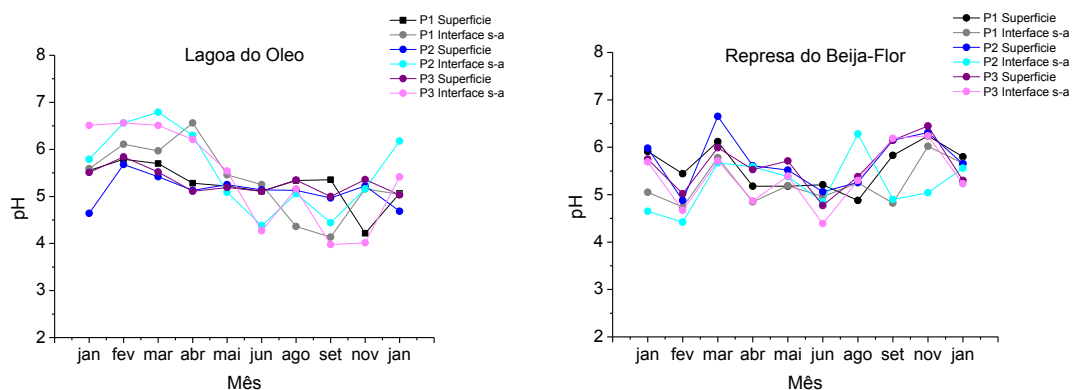 P1 Superficie
P1 Interface s-a
P2 Superficie
P2 Interface s-a
P3 Superficie
P3 Interface s-a
Lagoa do Oleo
8
7
6
5
4
3
2
pH
jan fev mar abr mai jun ago set nov jan
Mês
P1 Superficie
P1 Interface s-a
P2 Superficie
P2 Interface s-a
P3 Superficie
P3 Interface s-a
Represa do Beija-Flor
8
7
6
5
4
3
2
pH
jan fev mar abr mai jun ago set nov jan
Mês